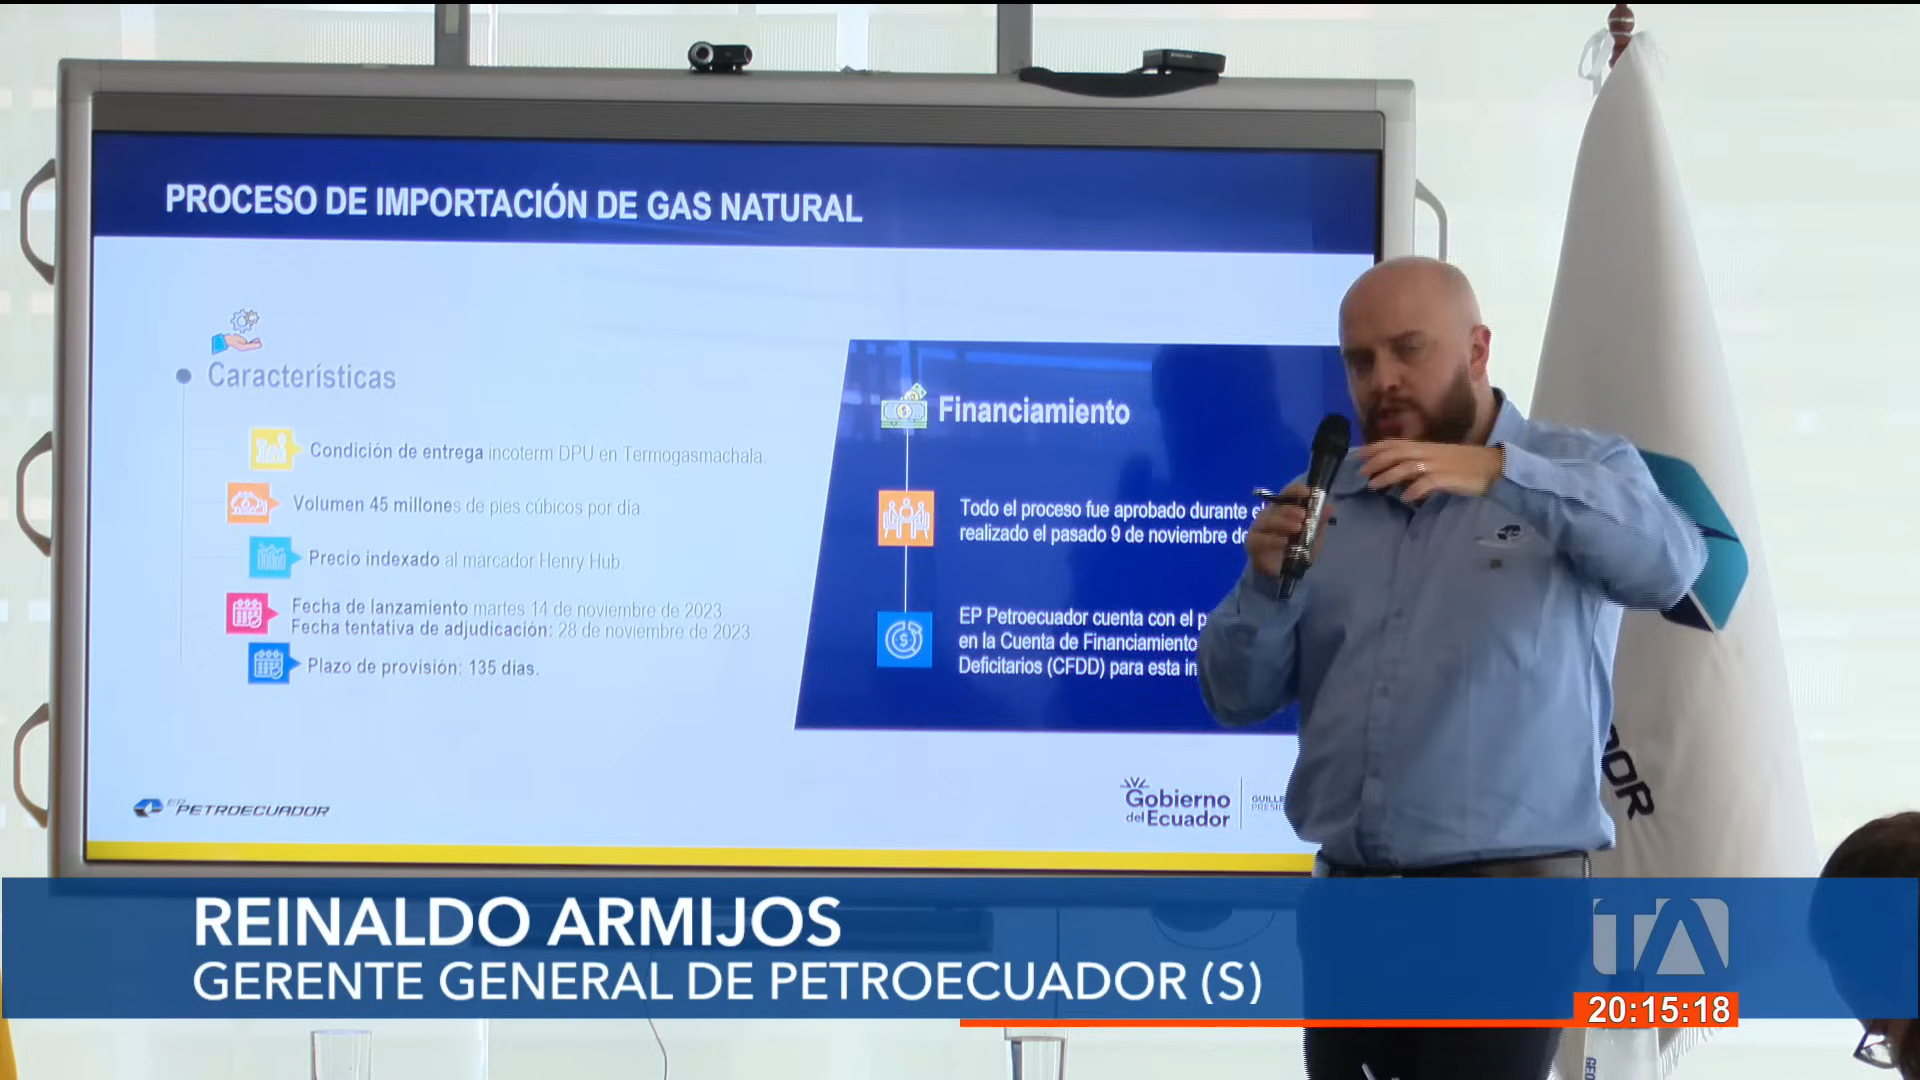 PROCESO DE IMPORTACIÓN DE GAS NATURAL
Características
Condición de entrega incoterm DPU en Termogasmachala.
Volumen 45 millones de pies cúbicos por día
Precio indexado al marcador Henry Hub
Fecha de lanzamiento martes 14 de noviembre de 2023
Fecha tentativa de adjudicación: 28 de noviembre de 2023
Plazo de provisión: 135 días.
Financiamiento
Todo el proceso fue aprobado durante el
realizado el pasado 9 de noviembre de
EP Petroecuador cuenta con el
en la Cuenta de Financiamiento
Deficitarios (CFDD) para esta
EP PETROECUADOR
Gobierno
del Ecuador
REINALDO ARMIJOS
GERENTE GENERAL DE PETROECUADOR (S)
TA
20:15:18